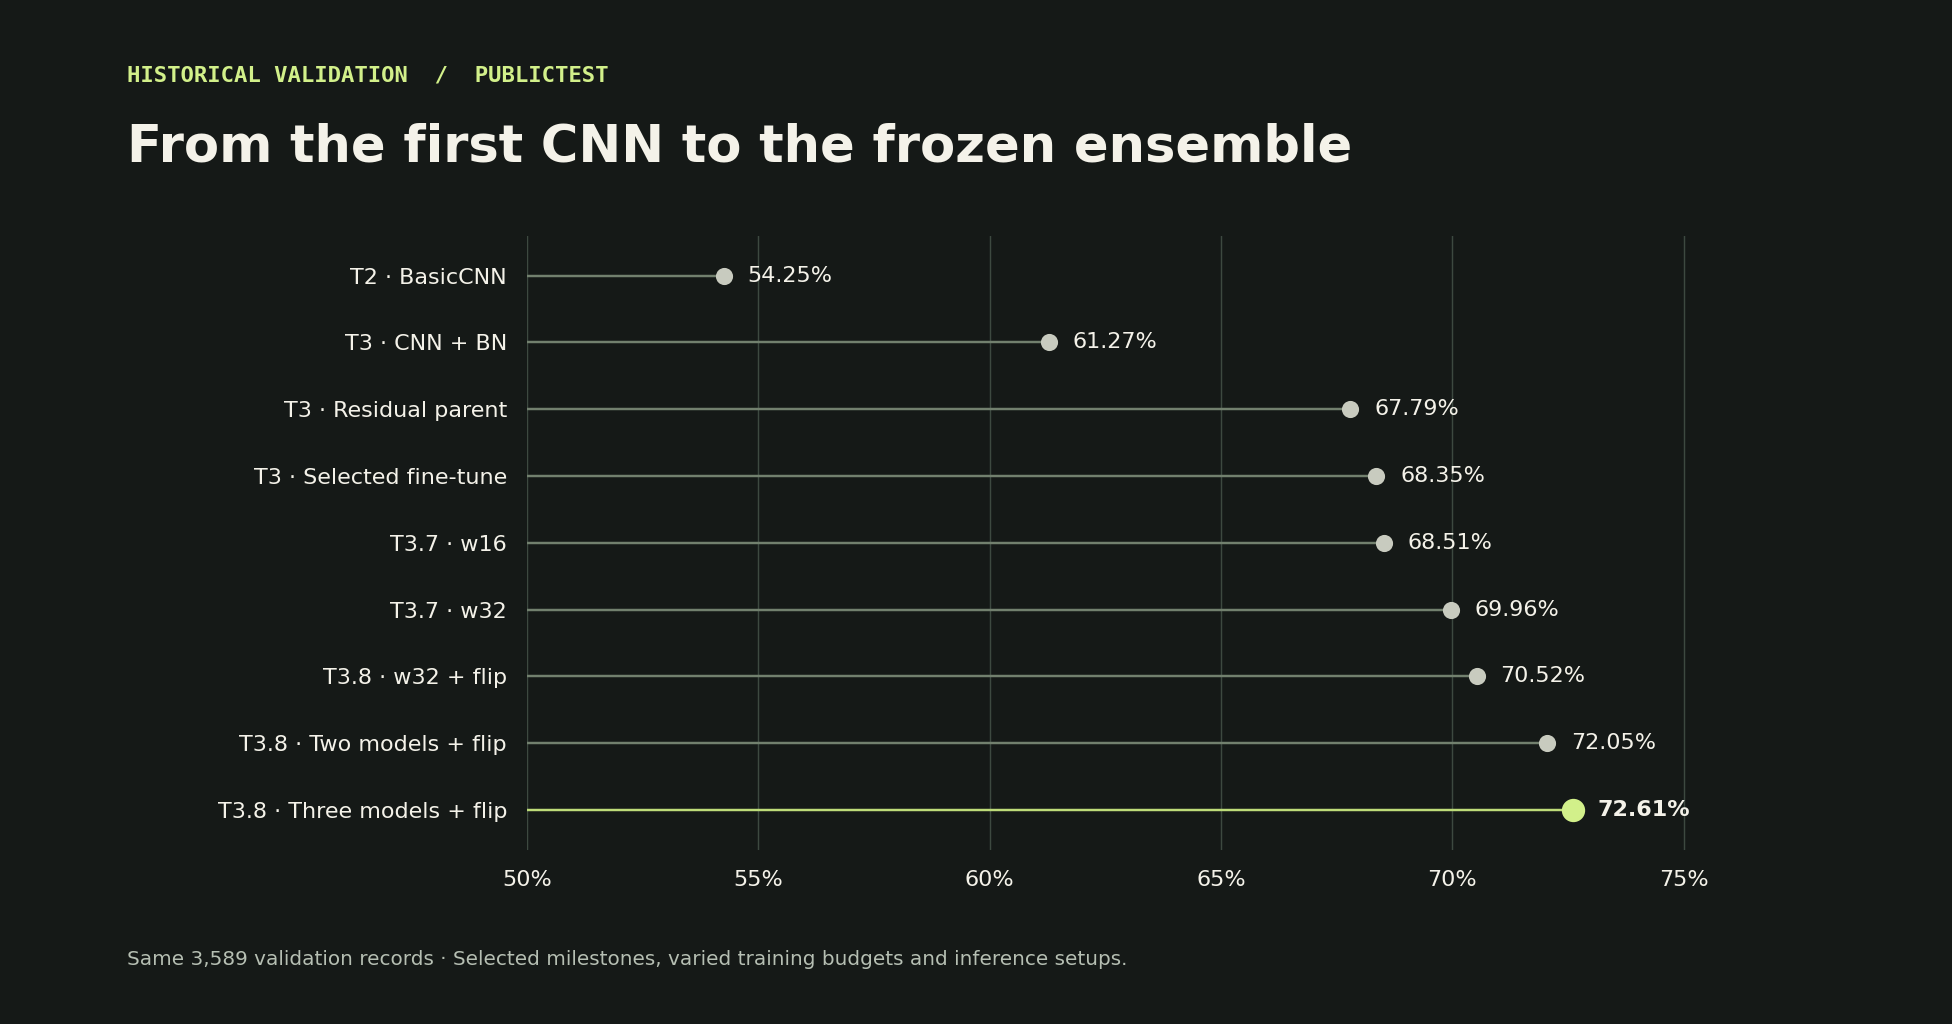 HISTORICAL VALIDATION / PUBLICTEST
From the first CNN to the frozen ensemble
T2 · BasicCNN 54.25%
T3 · CNN + BN 61.27%
T3 · Residual parent 67.79%
T3 · Selected fine-tune 68.35%
T3.7 · w16 68.51%
T3.7 · w32 69.96%
T3.8 · w32 + flip 70.52%
T3.8 · Two models + flip 72.05%
T3.8 · Three models + flip 72.61%
50% 55% 60% 65% 70% 75%
Same 3,589 validation records · Selected milestones, varied training budgets and inference setups.